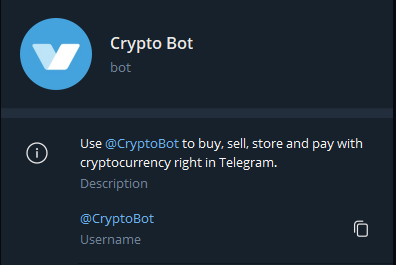 Crypto Bot
bot
Use @CryptoBot to buy, sell, store and pay with
cryptocurrency right in Telegram.
Description
@CryptoBot
Username